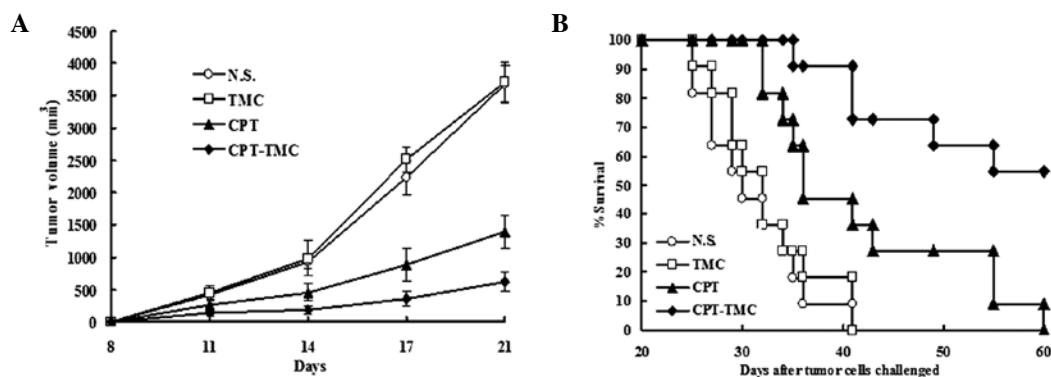 A
Tumor volume (mm³)
4500
4000
3500
3000
2500
2000
1500
1000
500
0
N.S.
TMC
CPT
CPT-TMC
8 11 14 17 21
Days
B
% Survival
100
90
80
70
60
50
40
30
20
10
0
N.S.
TMC
CPT
CPT-TMC
20 30 40 50 60
Days after tumor cells challenged